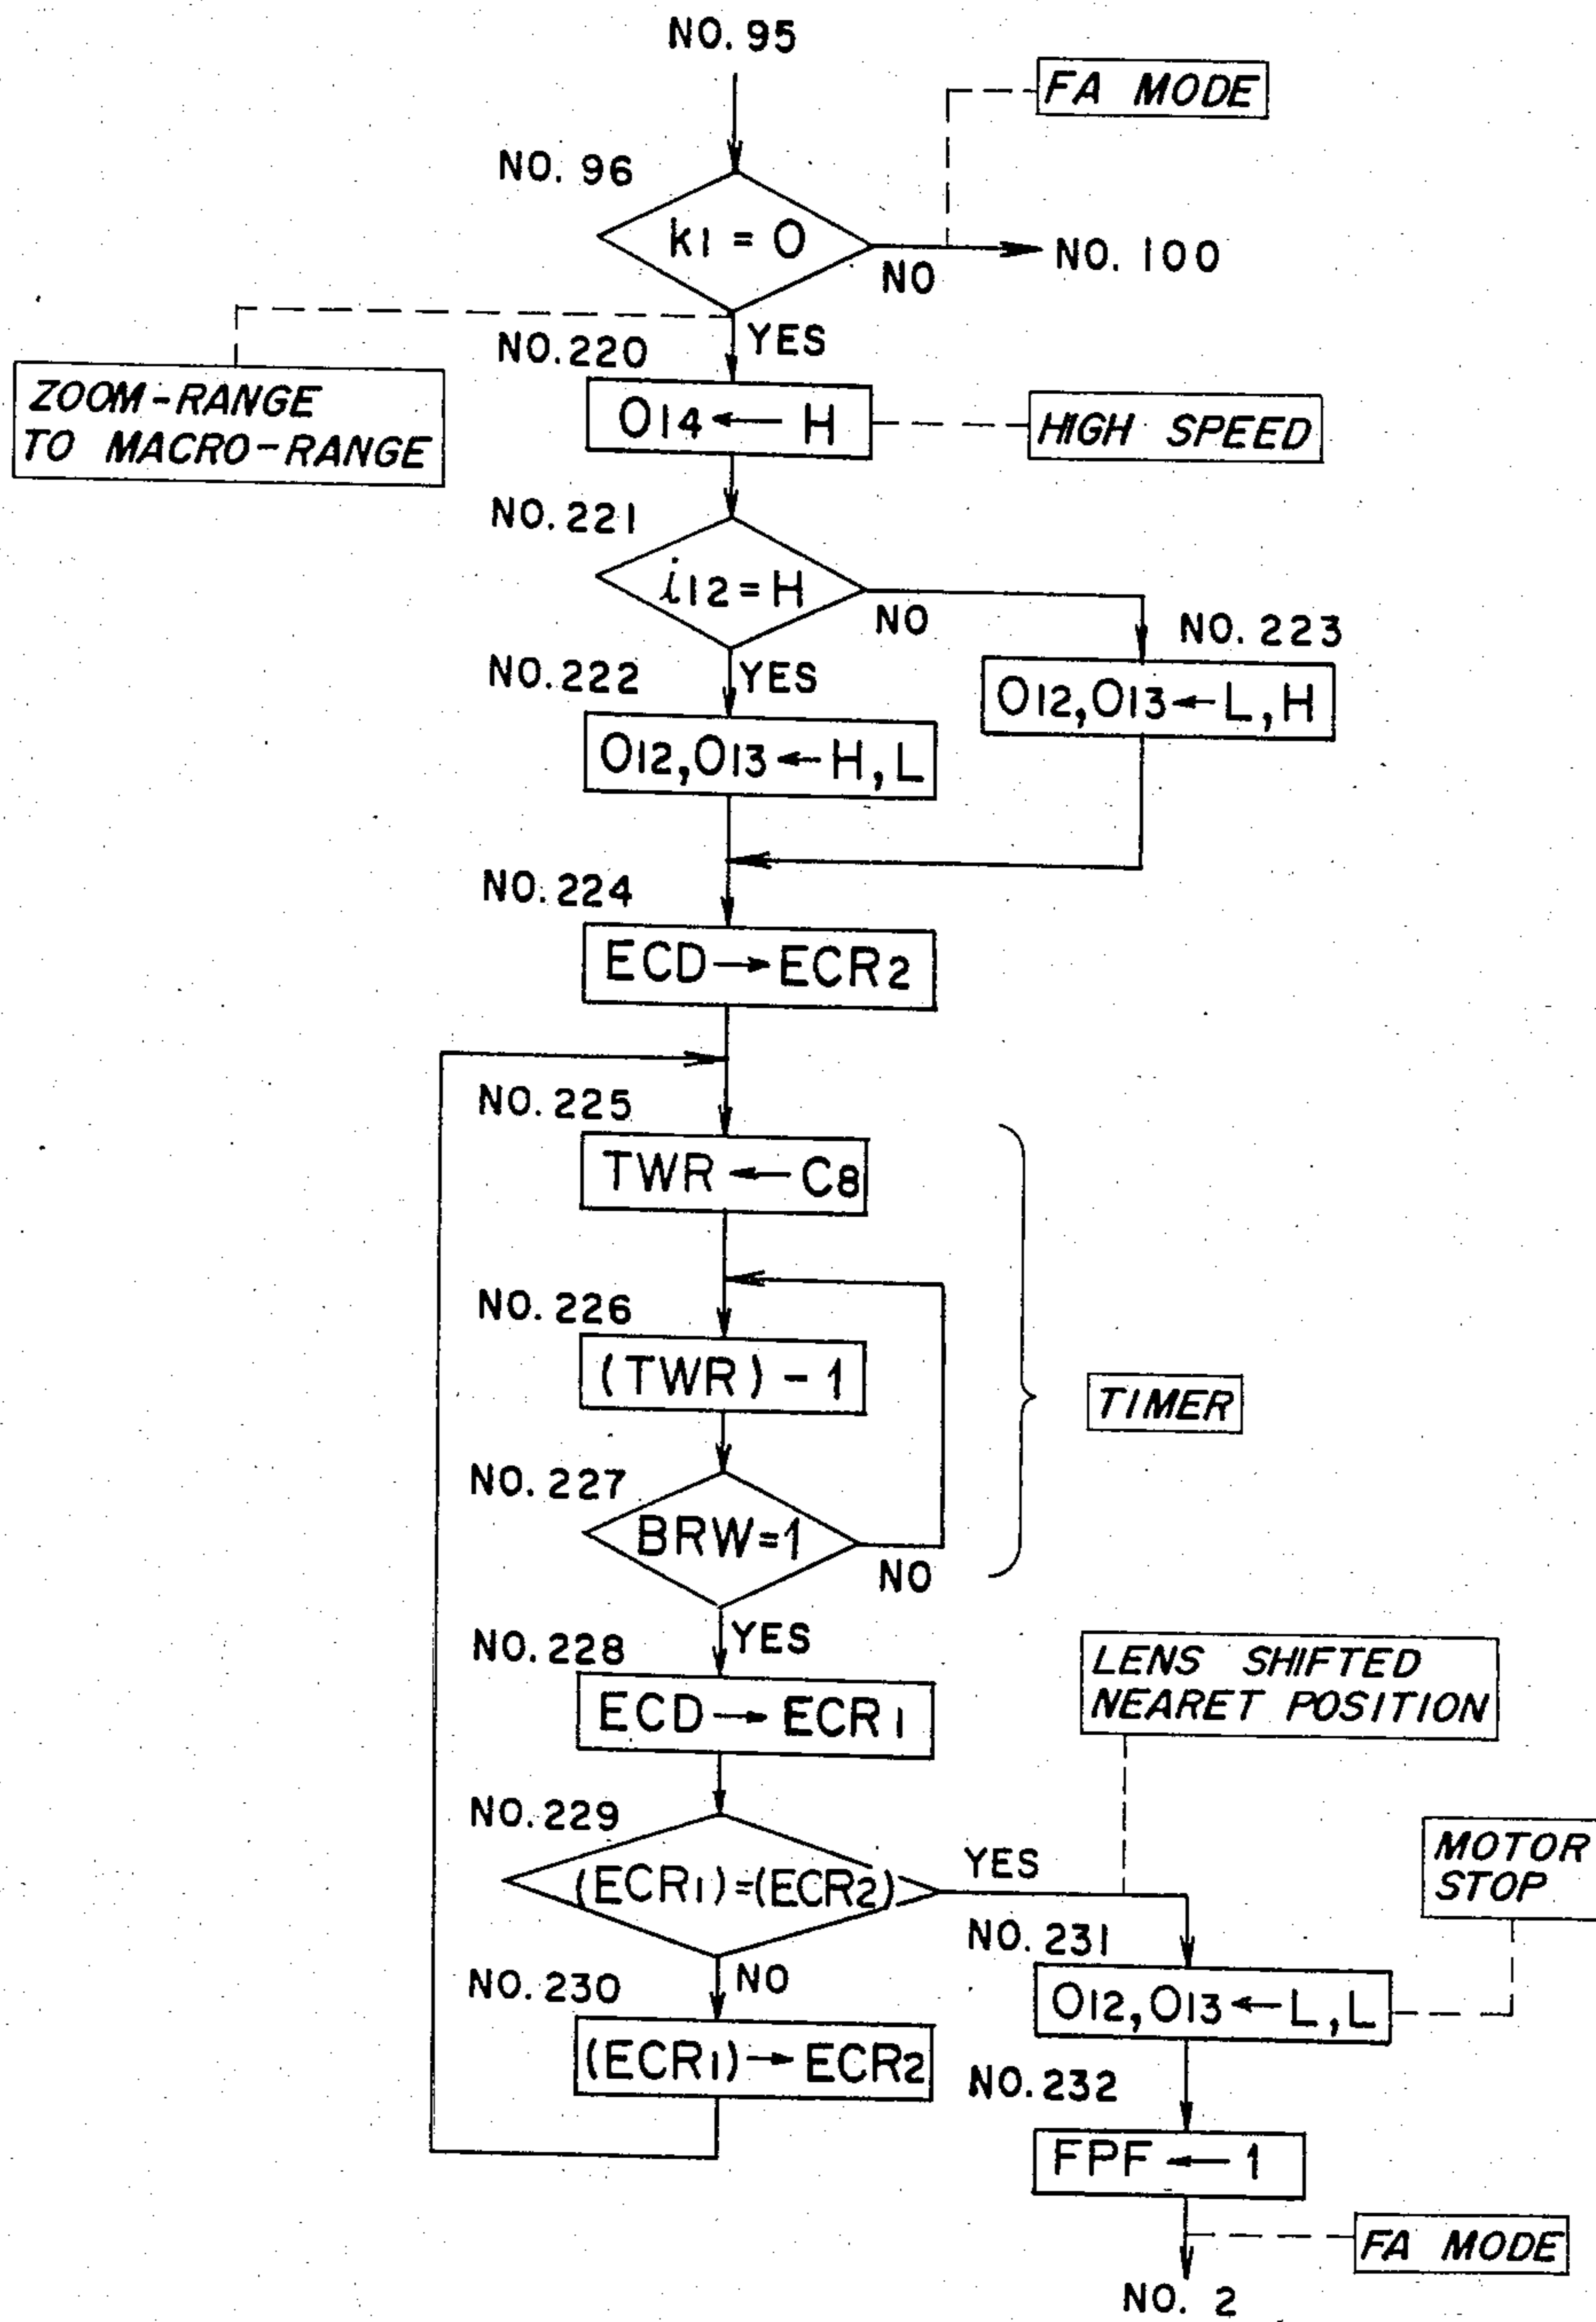 NO. 95
FA MODE
NO. 96
k1 = 0
NO
NO. 100
YES
NO. 220
ZOOM-RANGE
TO MACRO-RANGE
O14 ← H
HIGH SPEED
NO. 221
i12 = H
NO
NO. 223
YES
NO. 222
O12, O13 ← L, H
O12, O13 ← H, L
NO. 224
ECD → ECR2
NO. 225
TWR ← C8
NO. 226
(TWR) - 1
TIMER
NO. 227
BRW = 1
NO
YES
NO. 228
LENS SHIFTED
NEARET POSITION
ECD → ECR1
NO. 229
(ECR1) = (ECR2)
YES
MOTOR
STOP
NO. 231
NO
NO. 230
O12, O13 ← L, L
(ECR1) → ECR2
NO. 232
FPF ← 1
FA MODE
NO. 2